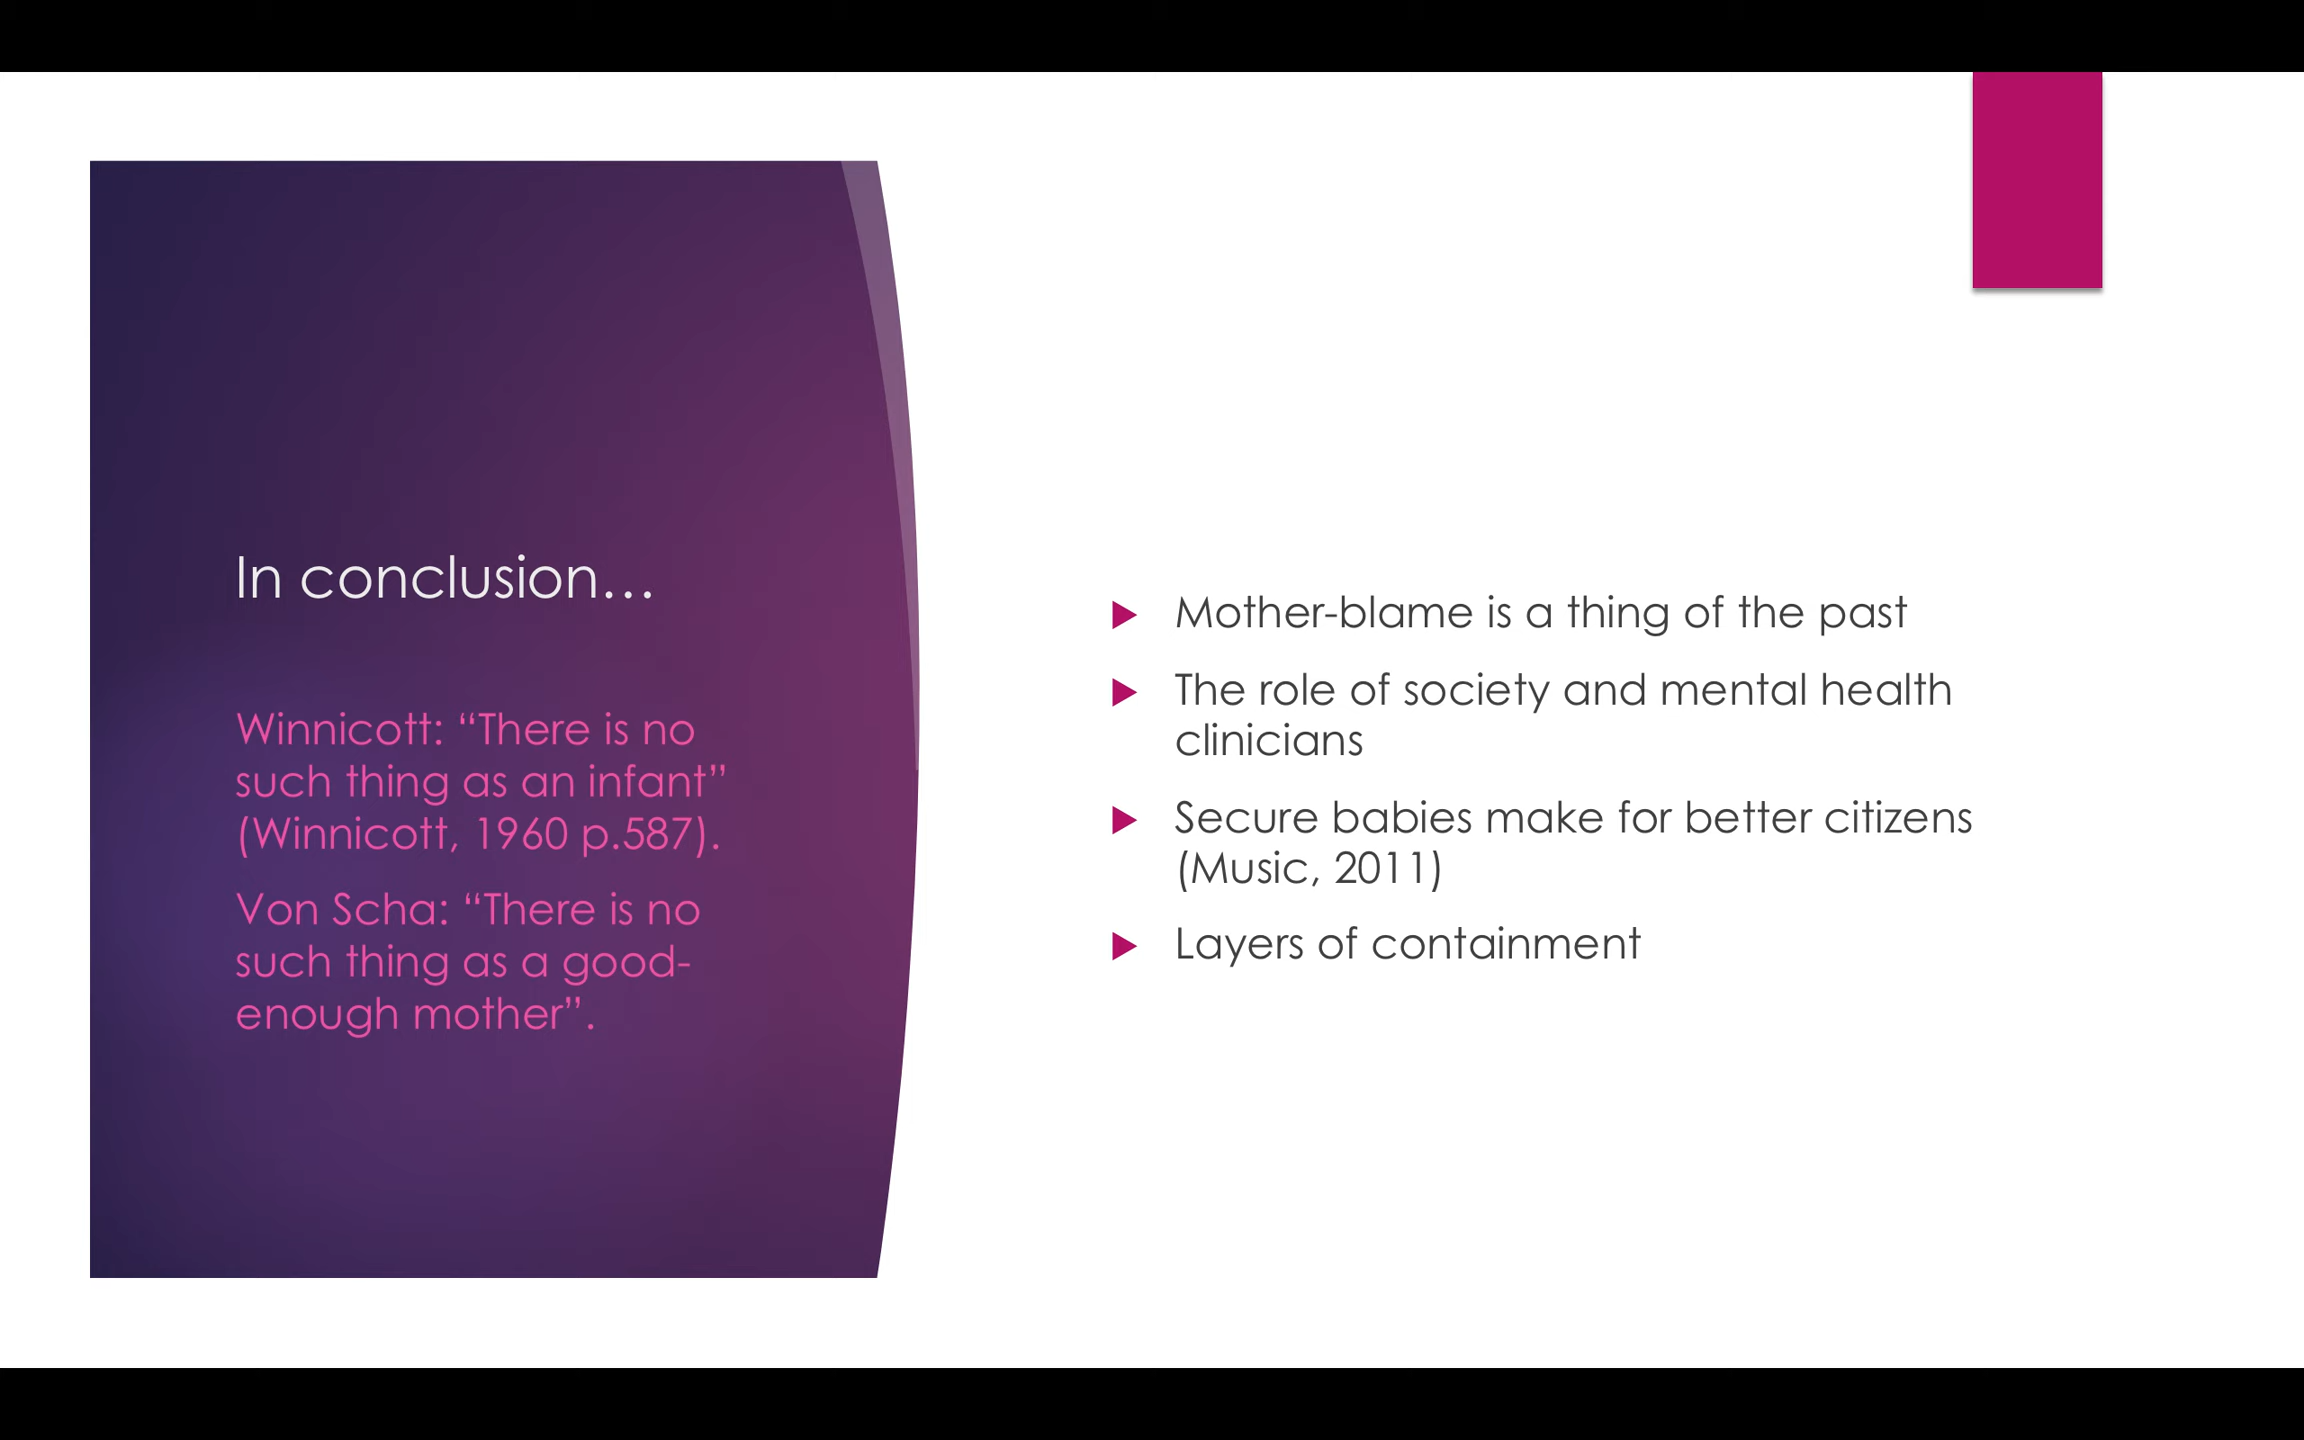 In conclusion…
Winnicott: “There is no
such thing as an infant”
(Winnicott, 1960 p.587).
Von Scha: “There is no
such thing as a good-
enough mother”.
Mother-blame is a thing of the past
The role of society and mental health
clinicians
Secure babies make for better citizens
(Music, 2011)
Layers of containment